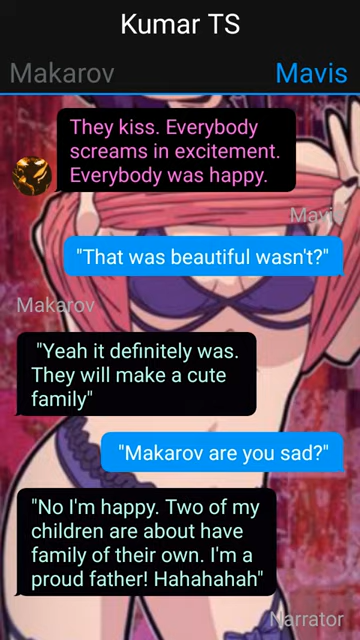 Kumar TS
Makarov
Mavis
They kiss. Everybody
screams in excitement.
Everybody was happy.
Mavis
"That was beautiful wasn't?"
Makarov
"Yeah it definitely was.
They will make a cute
family"
"Makarov are you sad?"
"No I'm happy. Two of my
children are about have
family of their own. I'm a
proud father! Hahahahah"
Narrator